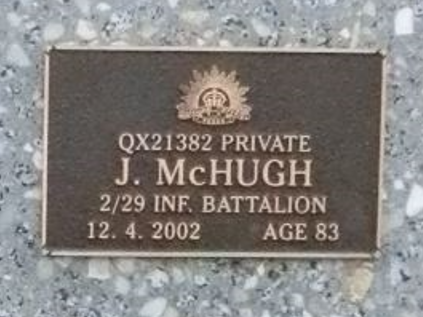 QX21382 PRIVATE
J. McHUGH
2/29 INF. BATTALION
12. 4. 2002 AGE 83